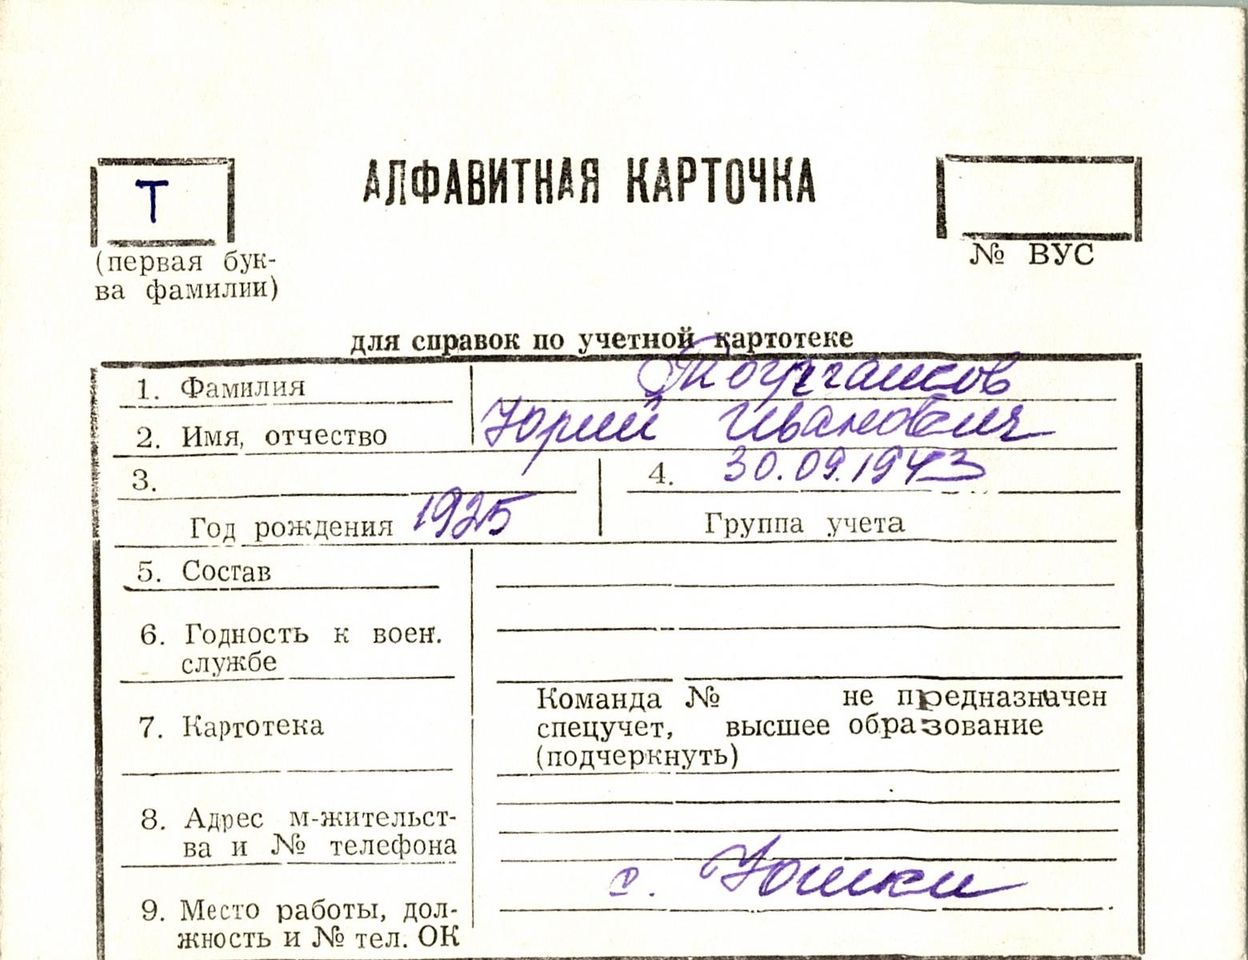 Т
АЛФАВИТНАЯ КАРТОЧКА
(первая бук-
ва фамилии)
№ ВУС
для справок по учетной картотеке
1. Фамилия
2. Имя, отчество Юрий Иванович
3.
4. 30.09.1943
Год рождения 1925
Группа учета
5. Состав
6. Годность к воен.
службе
7. Картотека
Команда № не предназначен
спецучет, высшее образование
(подчеркнуть)
8. Адрес м-жительст-
ва и № телефона
с. Юшки
9. Место работы, дол-
жность и № тел. ОК